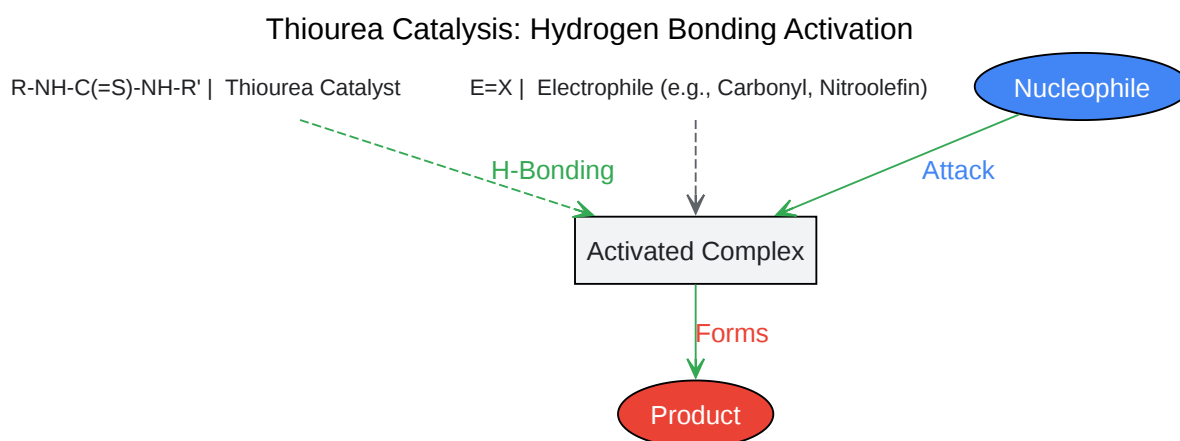 Thiourea Catalysis: Hydrogen Bonding Activation
R-NH-C(=S)-NH-R' | Thiourea Catalyst
E=X | Electrophile (e.g., Carbonyl, Nitroolefin)
Nucleophile
H-Bonding
Attack
Activated Complex
Forms
Product